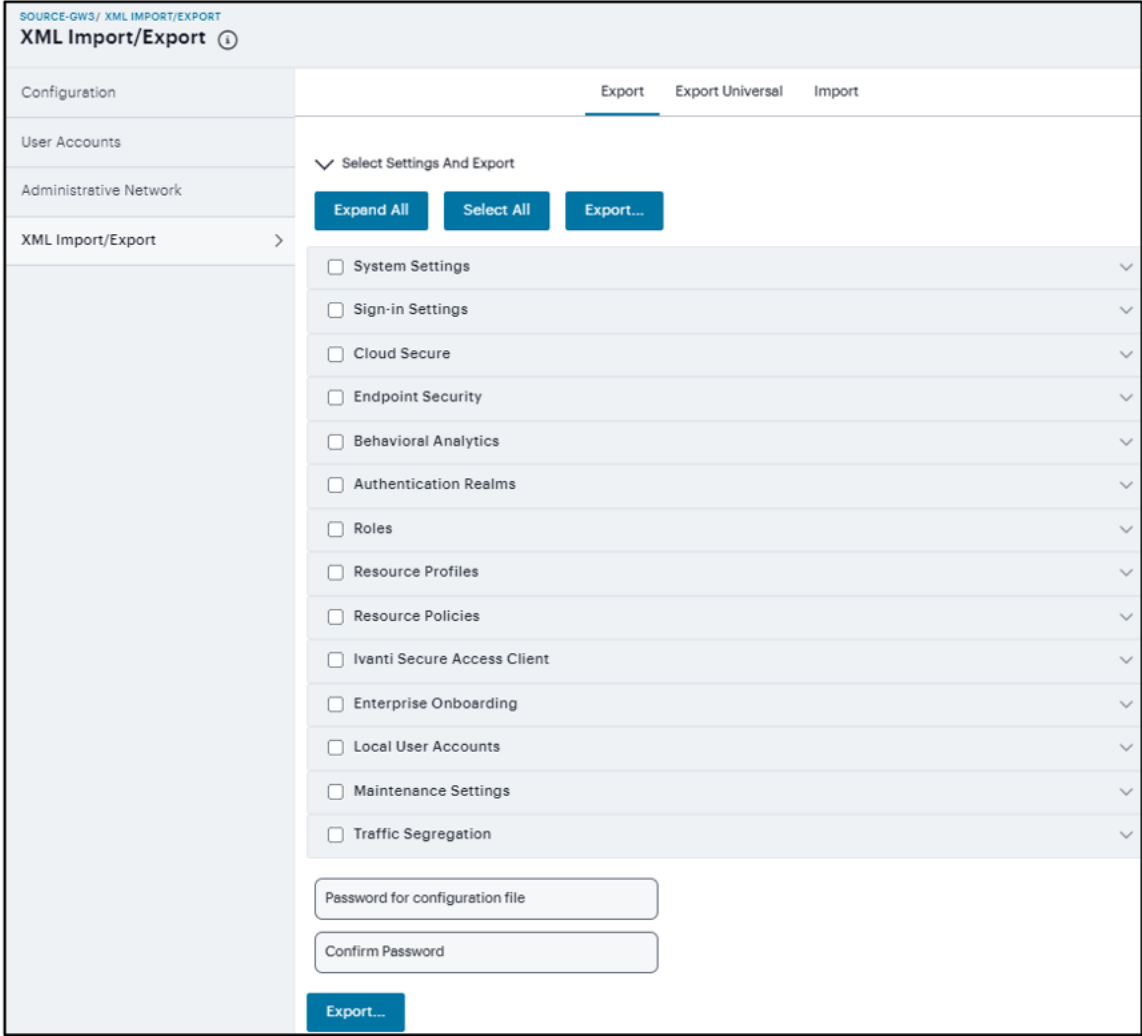 SOURCE-GW3/ XML IMPORT/EXPORT
XML Import/Export
Configuration
User Accounts
Administrative Network
XML Import/Export
Export Export Universal Import
Select Settings And Export
Expand All Select All Export...
System Settings
Sign-in Settings
Cloud Secure
Endpoint Security
Behavioral Analytics
Authentication Realms
Roles
Resource Profiles
Resource Policies
Ivanti Secure Access Client
Enterprise Onboarding
Local User Accounts
Maintenance Settings
Traffic Segregation
Password for configuration file
Confirm Password
Export...